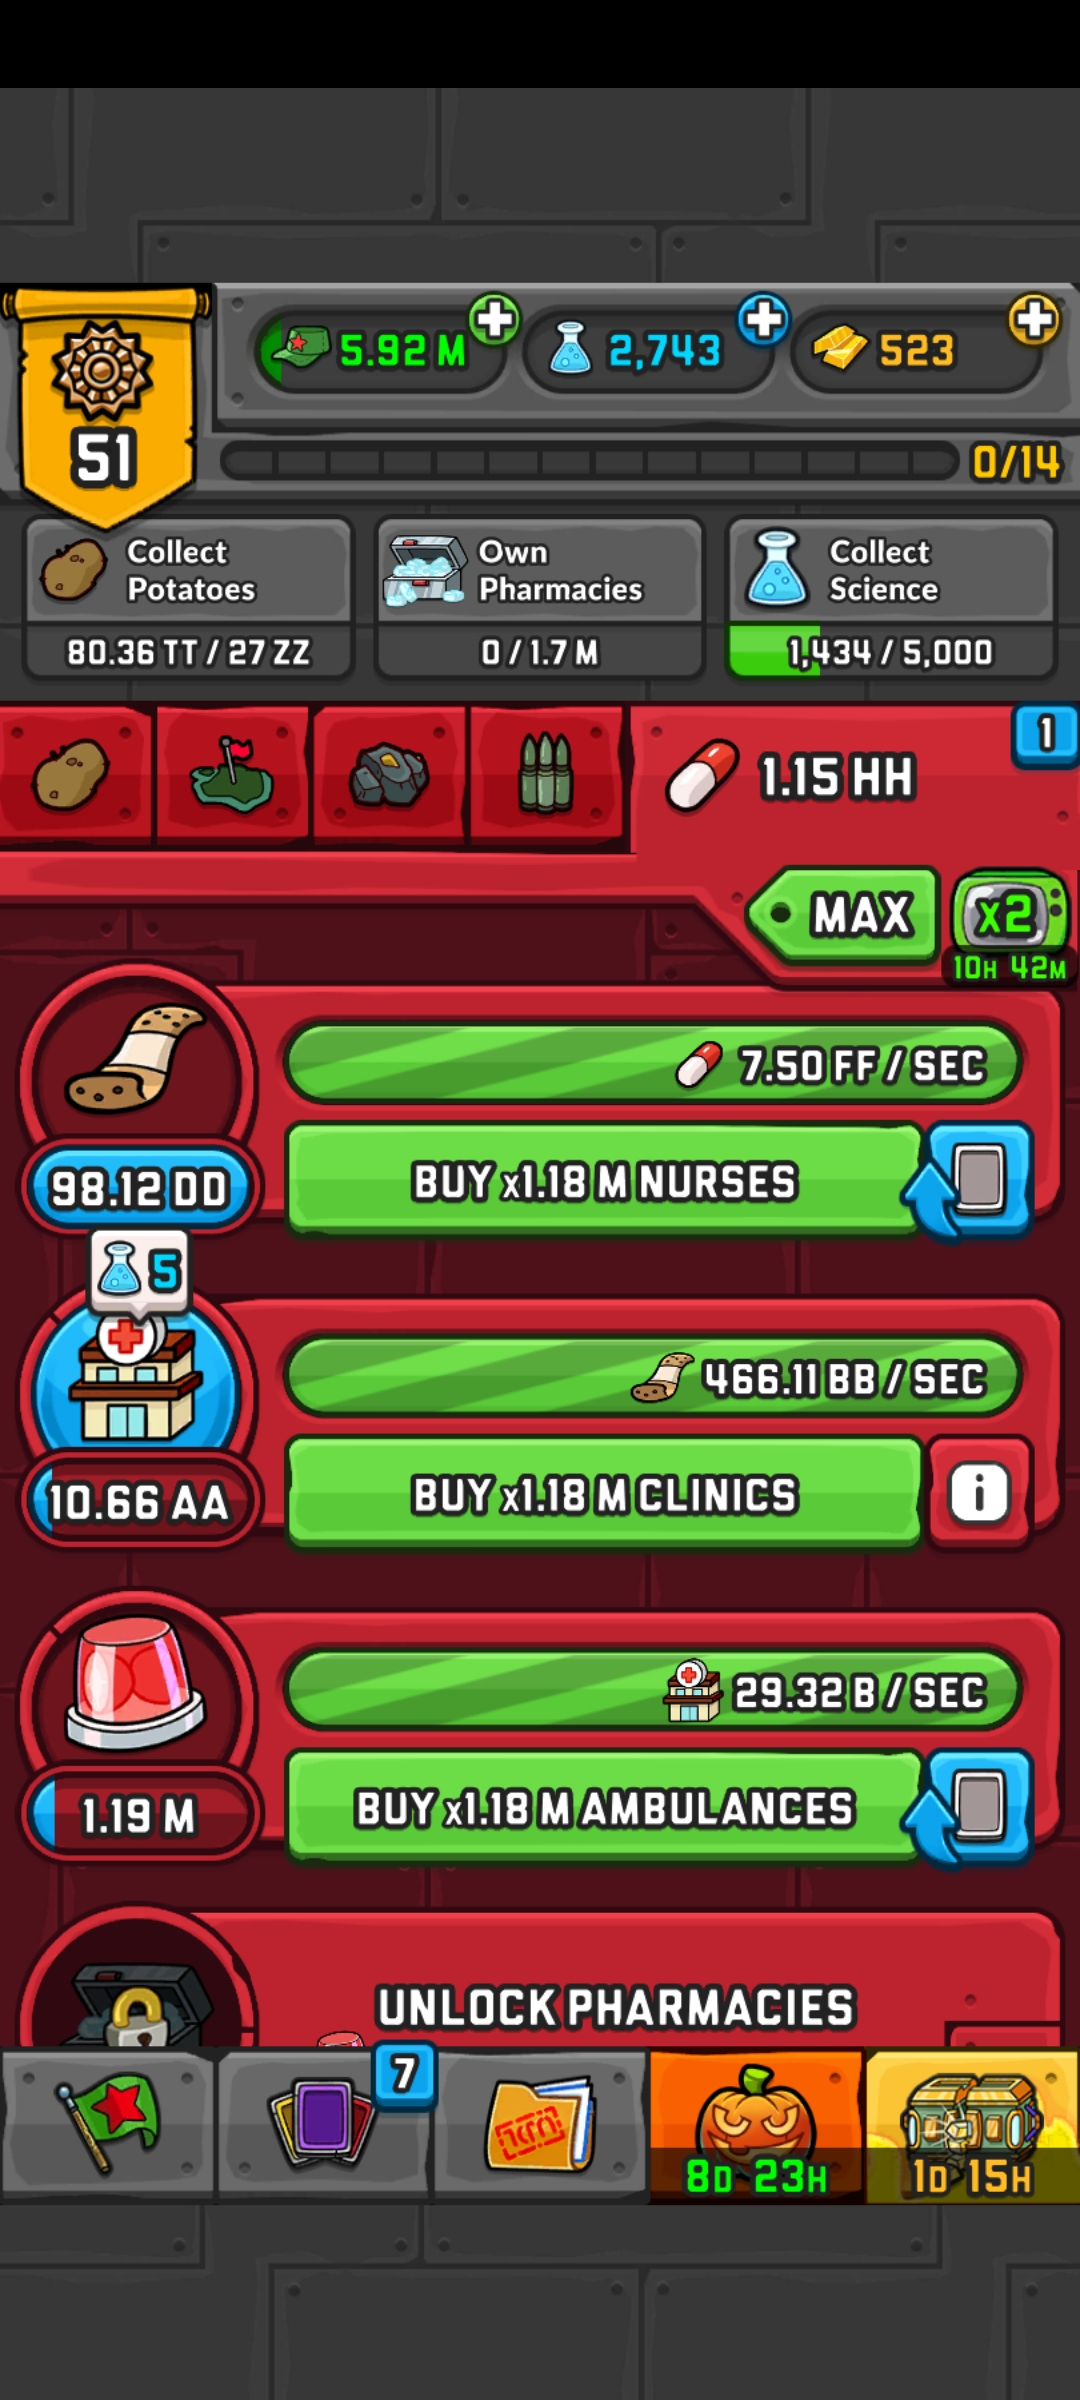 51
5.92 M
2,743
523
0/14
Collect Potatoes
80.36 TT / 27 ZZ
Own Pharmacies
0 / 1.7 M
Collect Science
1,434 / 5,000
1.15 HH
1
MAX
x2
10H 42M
7.50 FF / SEC
98.12 DD
BUY x1.18 M NURSES
5
466.11 BB / SEC
10.66 AA
BUY x1.18 M CLINICS
i
29.32 B / SEC
1.19 M
BUY x1.18 M AMBULANCES
UNLOCK PHARMACIES
7
8D 23H
1D 15H